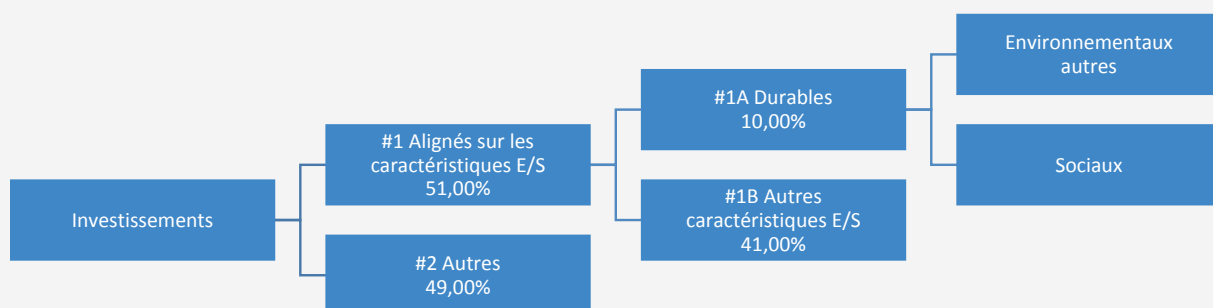 Investissements
#1 Alignés sur les
caractéristiques E/S
51,00%
#2 Autres
49,00%
#1A Durables
10,00%
#1B Autres
caractéristiques E/S
41,00%
Environnementaux
autres
Sociaux